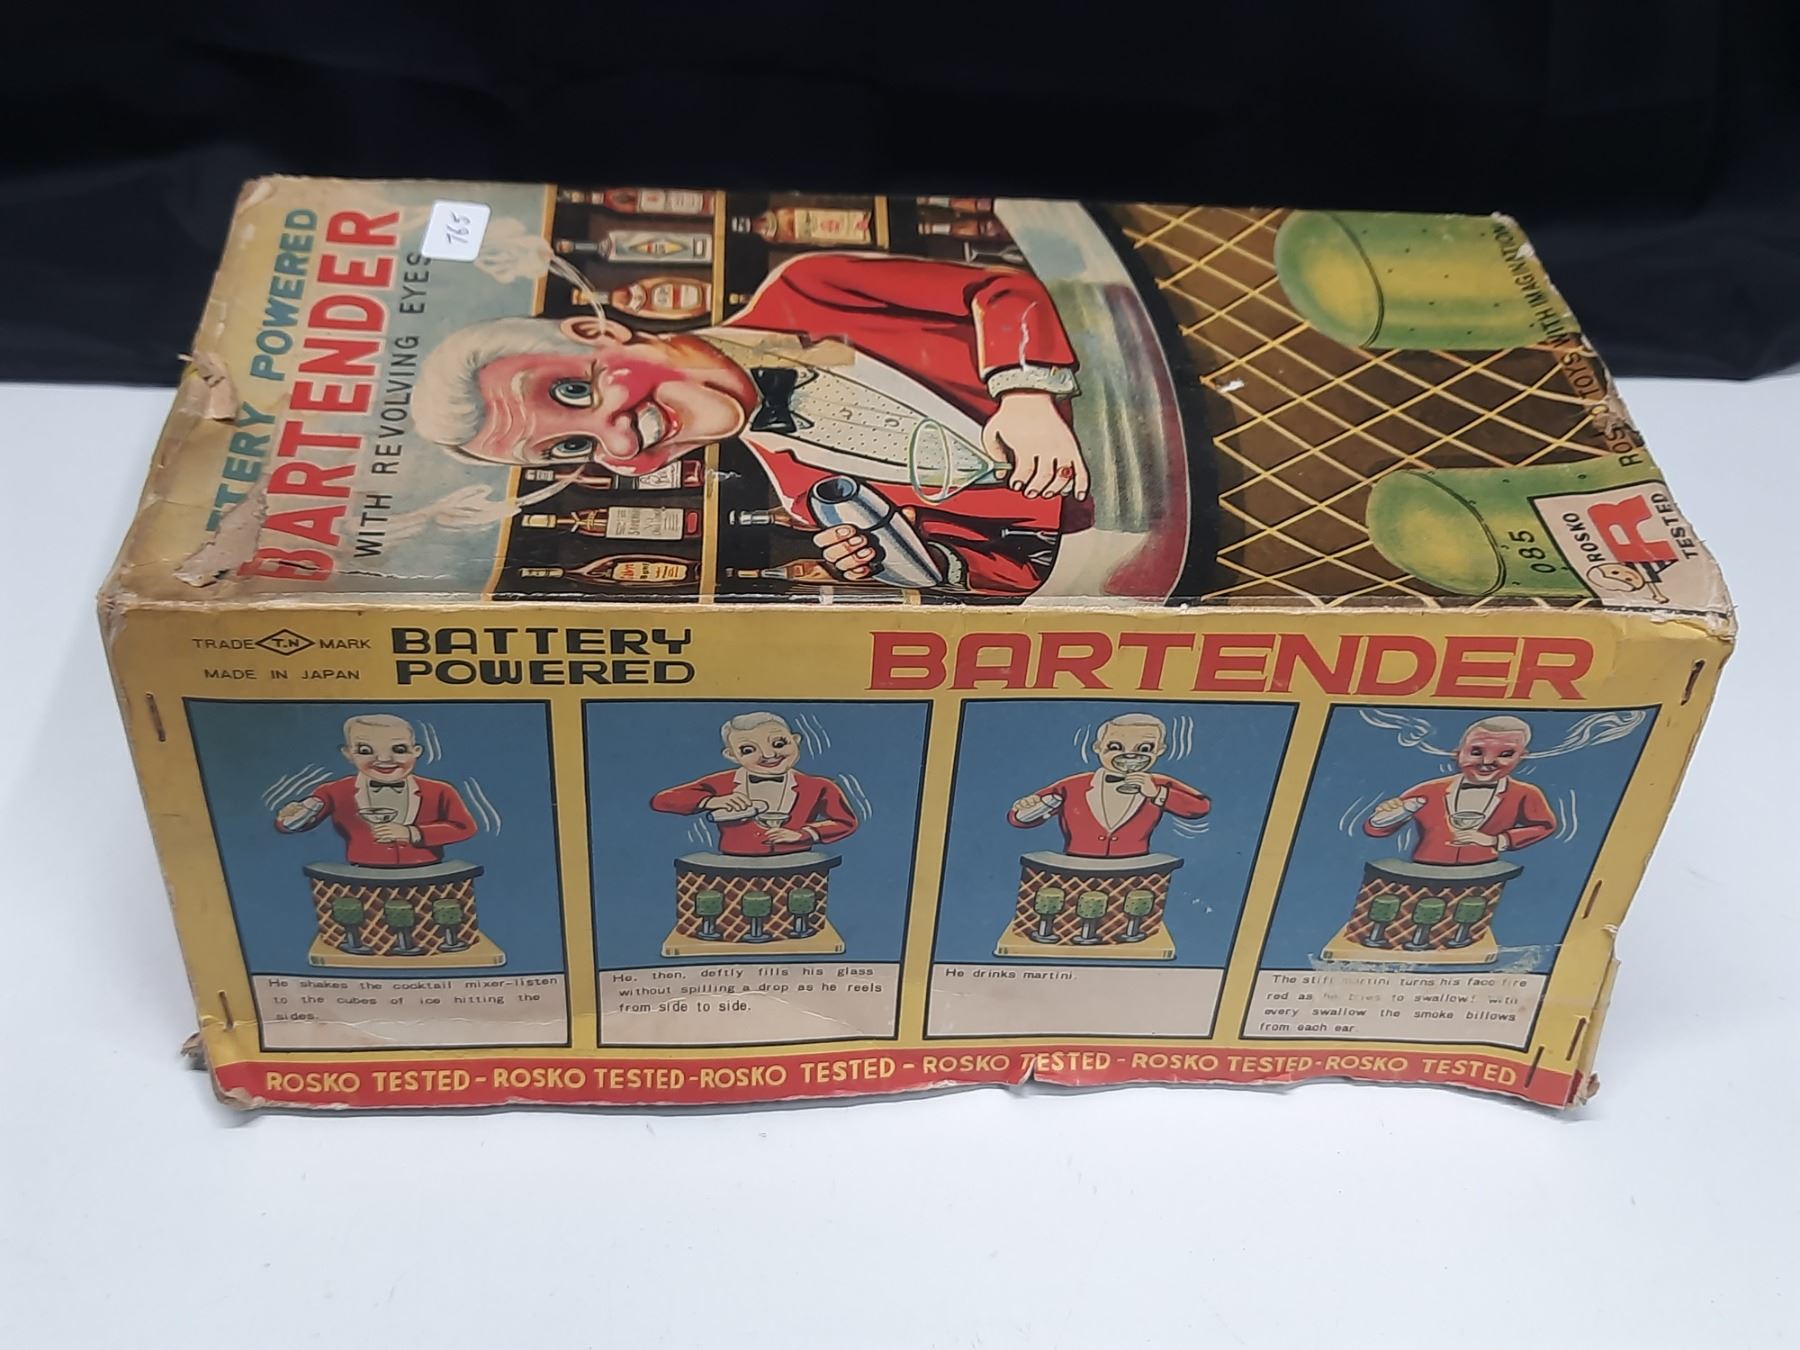 TTERY POWERED
BARTENDER
WITH REVOLVING EYES
765
TOYS WITH IMAGINATION
085
ROSKO
R
TESTED
TRADE T.N MARK
MADE IN JAPAN
BATTERY
POWERED
BARTENDER
He shakes the cocktail mixer-listen
to the cubes of ice hitting the
sides.
He, then, deftly fills his glass
without spilling a drop as he reels
from side to side.
He drinks martini.
The stiff martini turns his face fire
red as he tries to swallow! With
every swallow the smoke billows
from each ear.
ROSKO TESTED-ROSKO TESTED-ROSKO TESTED-ROSKO TESTED-ROSKO TESTED-ROSKO TESTED